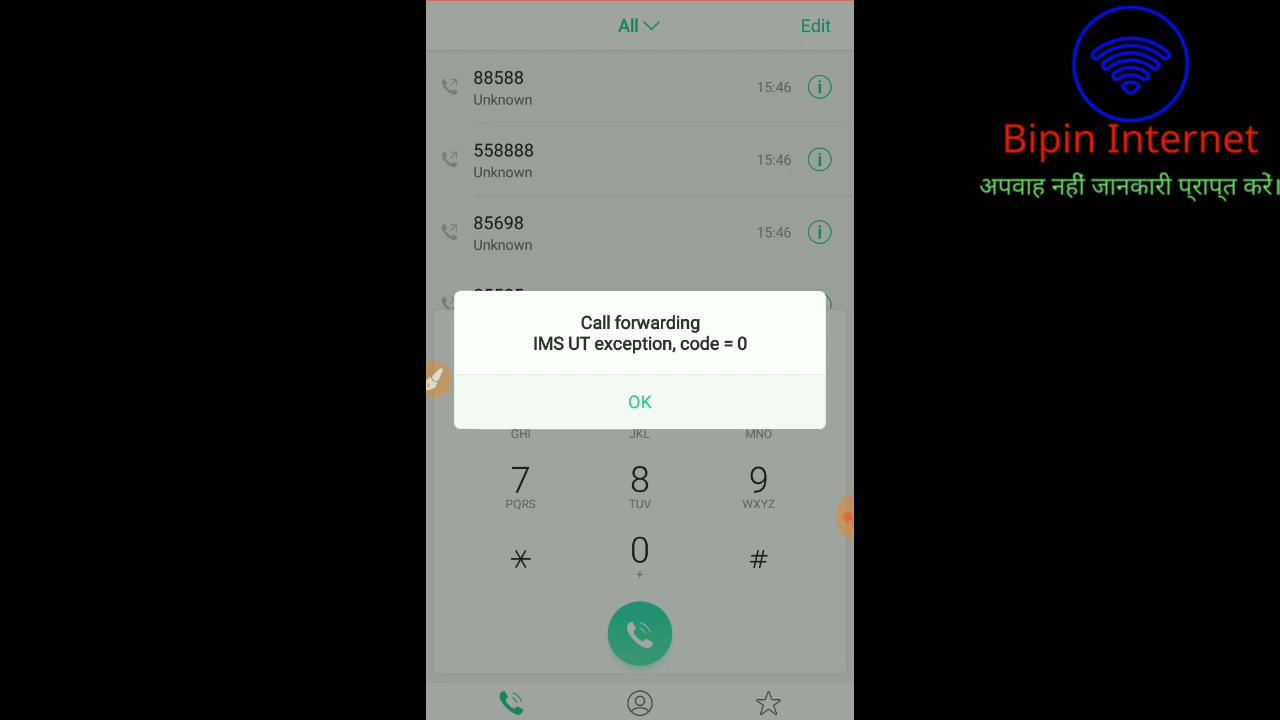 All
Edit
88588
Unknown
15:46
558888
Unknown
15:46
85698
Unknown
15:46
Call forwarding
IMS UT exception, code = 0
OK
GHI
JKL
MNO
7
PQRS
8
TUV
9
WXYZ
*
0
+
#
Bipin Internet
अपवाह नहीं जानकारी प्राप्त करें।